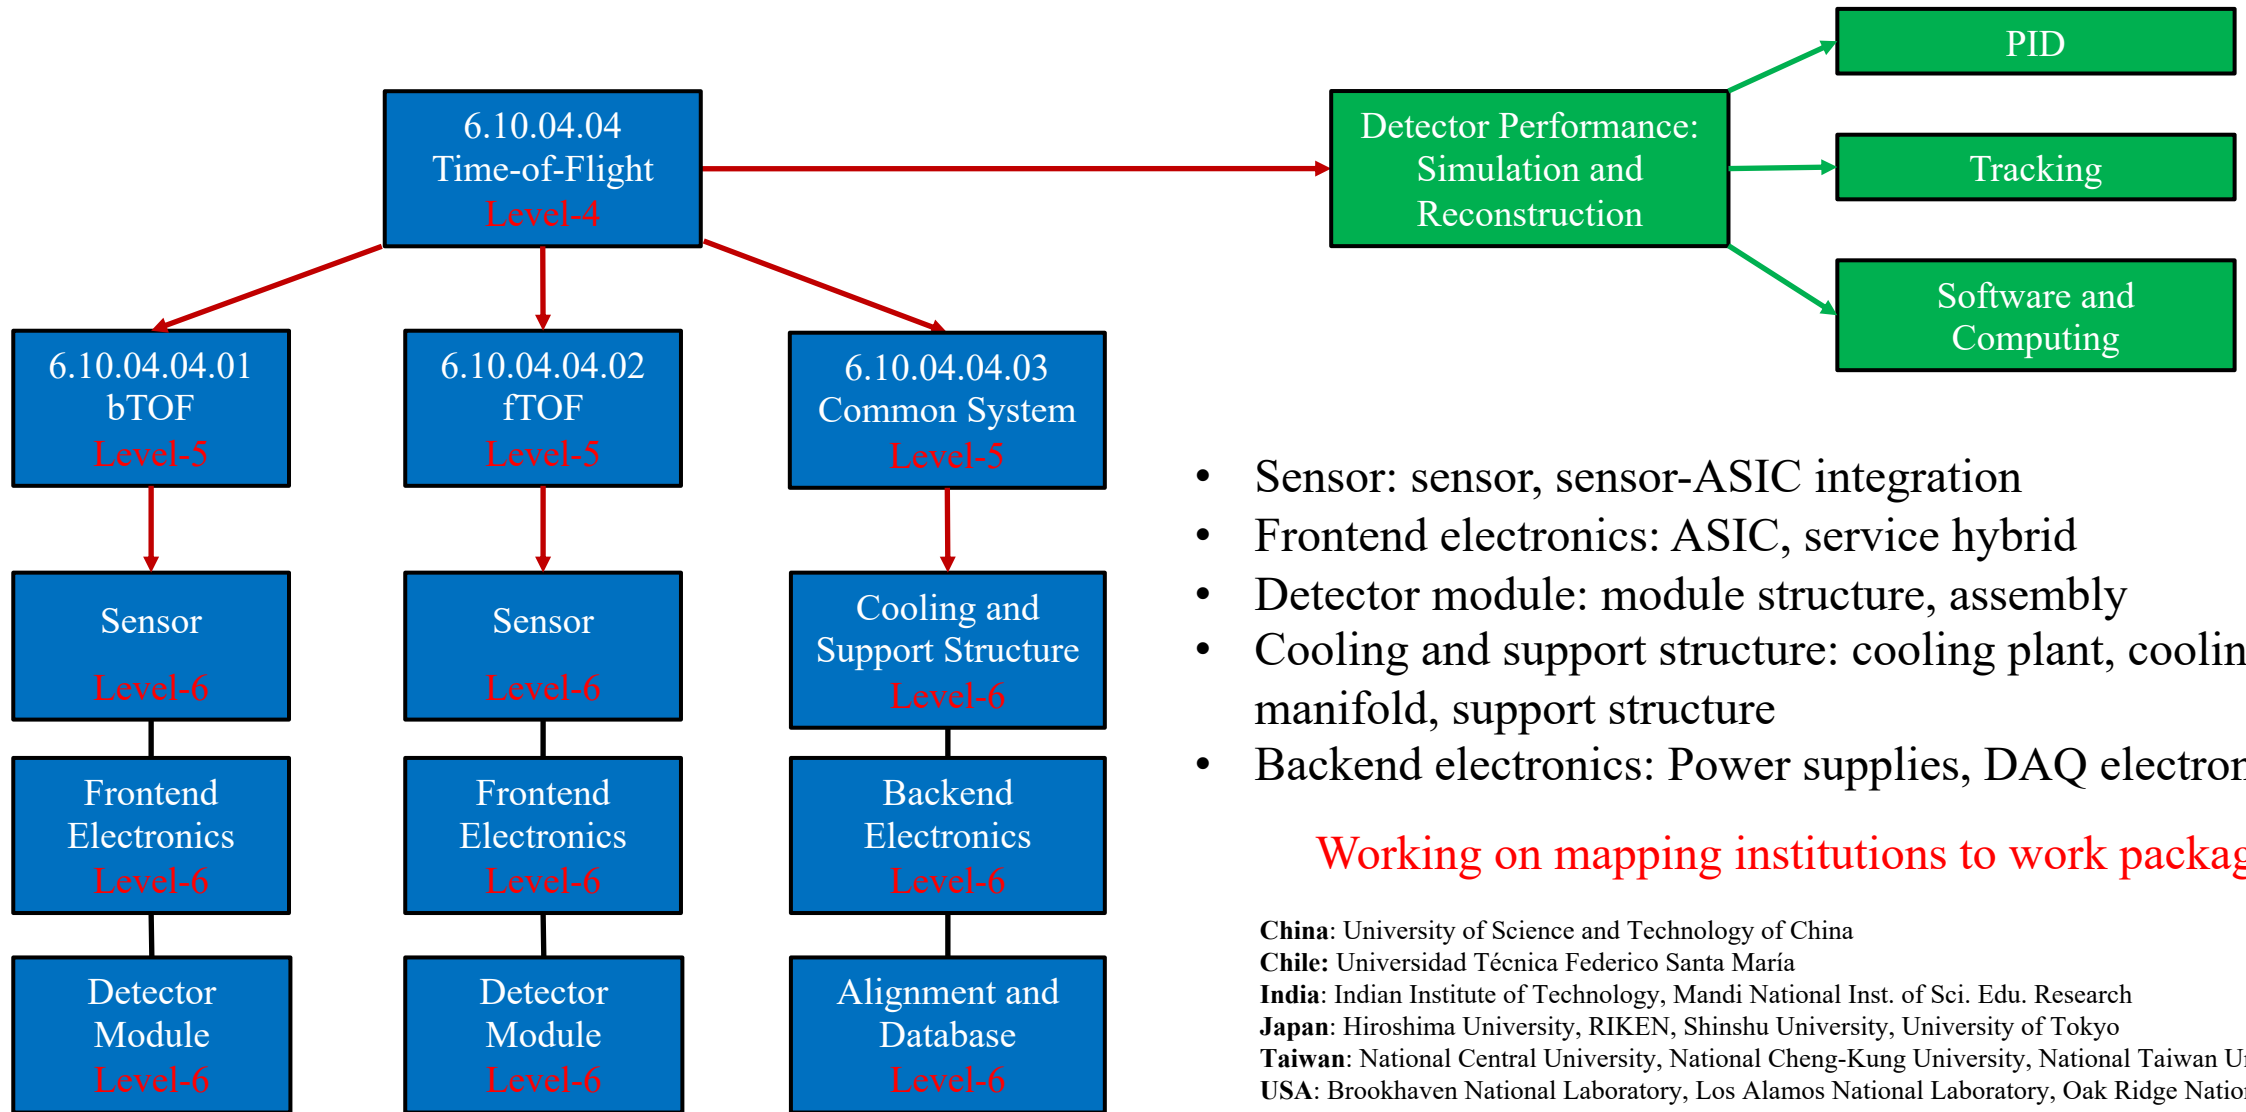 6.10.04.04
Time-of-Flight
Level-4
Detector Performance:
Simulation and
Reconstruction
PID
Tracking
Software and
Computing
6.10.04.04.01
bTOF
Level-5
6.10.04.04.02
fTOF
Level-5
6.10.04.04.03
Common System
Level-5
Sensor
Level-6
Frontend
Electronics
Level-6
Detector
Module
Level-6
Sensor
Level-6
Frontend
Electronics
Level-6
Detector
Module
Level-6
Cooling and
Support Structure
Level-6
Backend
Electronics
Level-6
Alignment and
Database
Level-6
• Sensor: sensor, sensor-ASIC integration
• Frontend electronics: ASIC, service hybrid
• Detector module: module structure, assembly
• Cooling and support structure: cooling plant,
manifold, support structure
• Backend electronics: Power supplies, DAQ
Working on mapping institutions to work
China: University of Science and Technology of China
Chile: Universidad Técnica Federico Santa María
India: Indian Institute of Technology, Mandi National Inst. of Sci. Edu. Research
Japan: Hiroshima University, RIKEN, Shinshu University, University of Tokyo
Taiwan: National Central University, National Cheng-Kung University, National Taiwan
USA: Brookhaven National Laboratory, Los Alamos National Laboratory, Oak Ridge